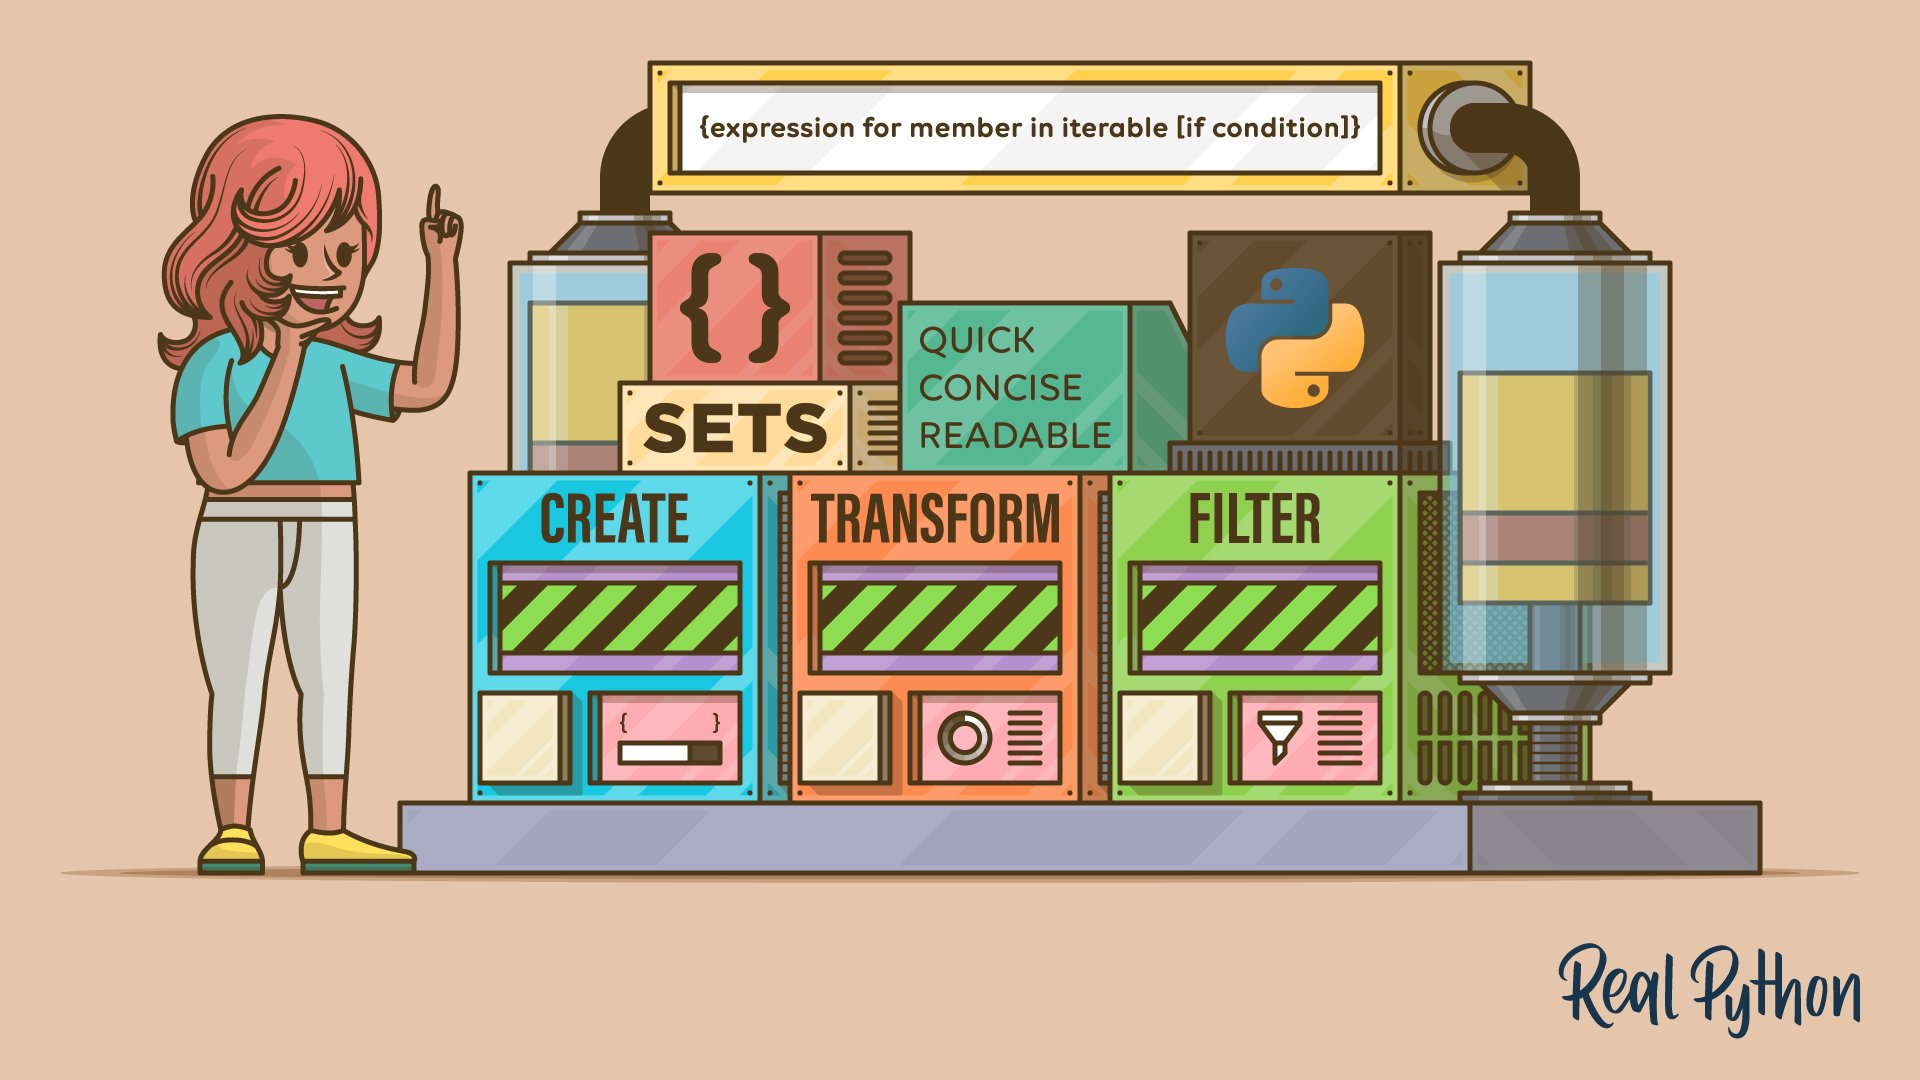 {expression for member in iterable [if condition]}
{ }
SETS
QUICK
CONCISE
READABLE
CREATE
TRANSFORM
FILTER
{ }
Real Python